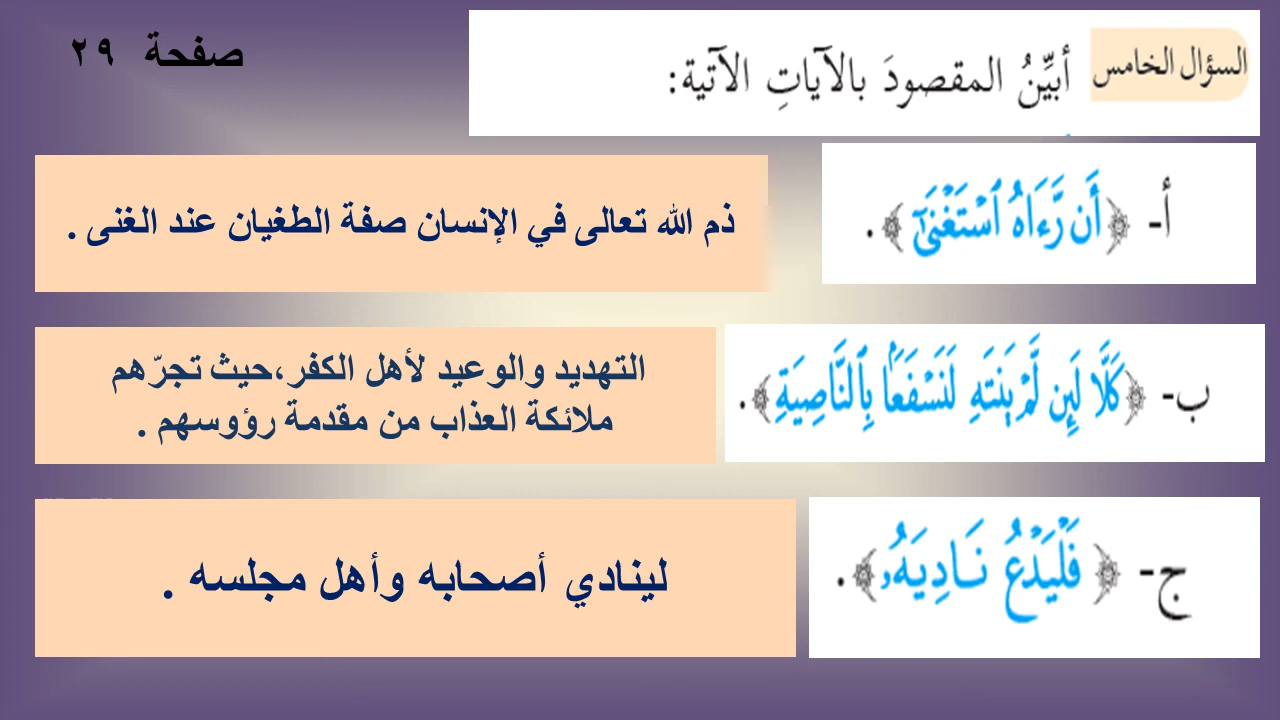 صفحة ٢٩
السؤال الخامس أبيِّنُ المقصودَ بالآياتِ الآتية:
أ- ﴿أَن رَّءَاهُ ٱسۡتَغۡنَىٰٓ﴾.
ذم الله تعالى في الإنسان صفة الطغيان عند الغنى .
ب- ﴿كَلَّا لَئِن لَّمۡ يَنتَهِ لَنَسۡفَعَۢا بِٱلنَّاصِيَةِ﴾.
التهديد والوعيد لأهل الكفر،حيث تجرّهم
ملائكة العذاب من مقدمة رؤوسهم .
ج- ﴿فَلۡيَدۡعُ نَادِيَهُۥ﴾.
لينادي أصحابه وأهل مجلسه .